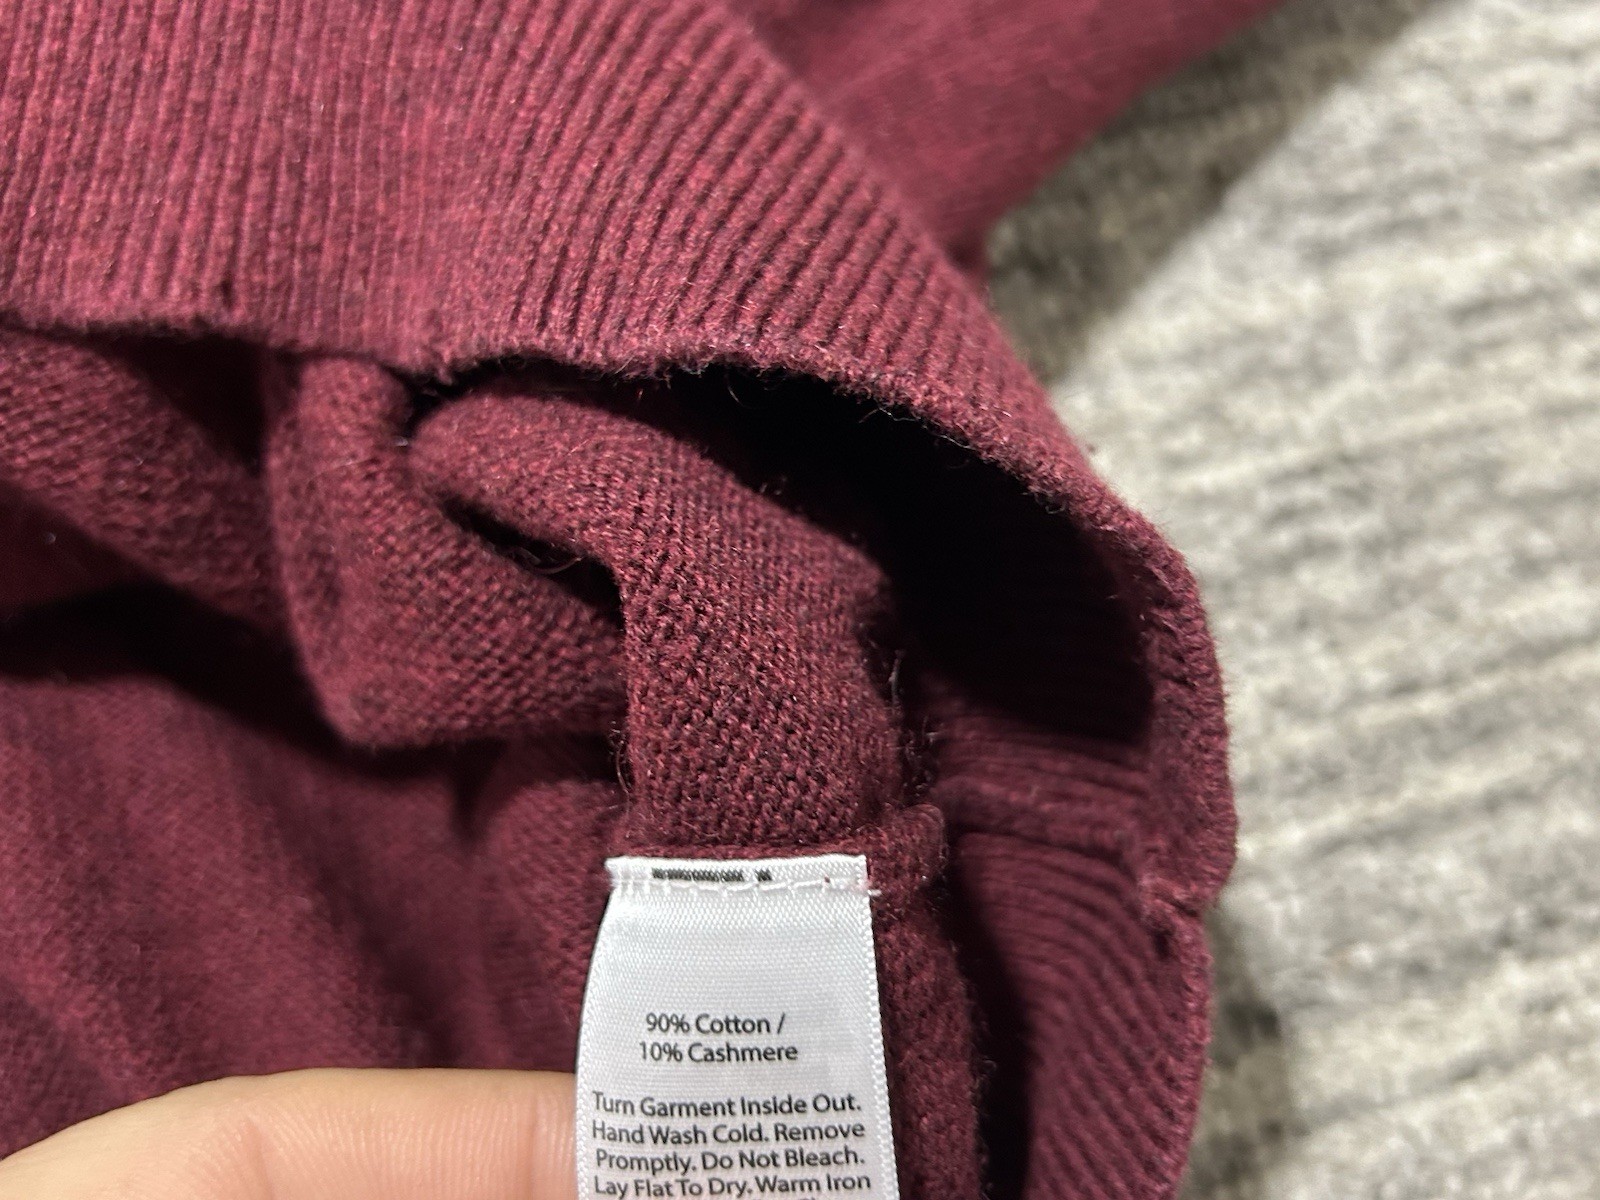 90% Cotton /
10% Cashmere
Turn Garment Inside Out.
Hand Wash Cold. Remove
Promptly. Do Not Bleach.
Lay Flat To Dry. Warm Iron